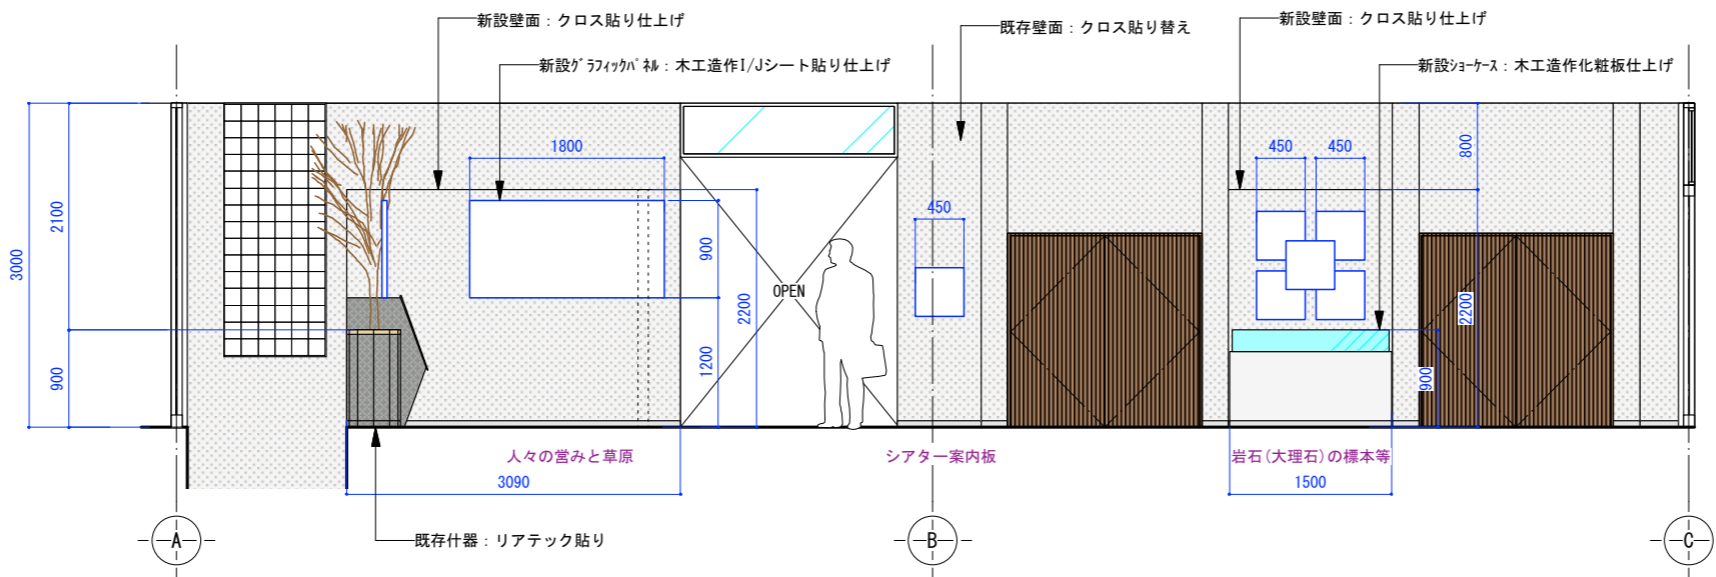 新設壁面：クロス貼り仕上げ
既存壁面：クロス貼り替え
新設壁面：クロス貼り仕上げ
新設ｸﾞﾗﾌｨｯｸﾊﾟﾈﾙ：木工造作I/Jシート貼り仕上げ
新設ｼｮｰｹｰｽ：木工造作化粧板仕上げ
3000
2100
900
1800
900
1200
2200
OPEN
450
450
450
800
2200
900
人々の営みと草原
シアター案内板
岩石(大理石)の標本等
3090
1500
既存什器：リアテック貼り
A
B
C